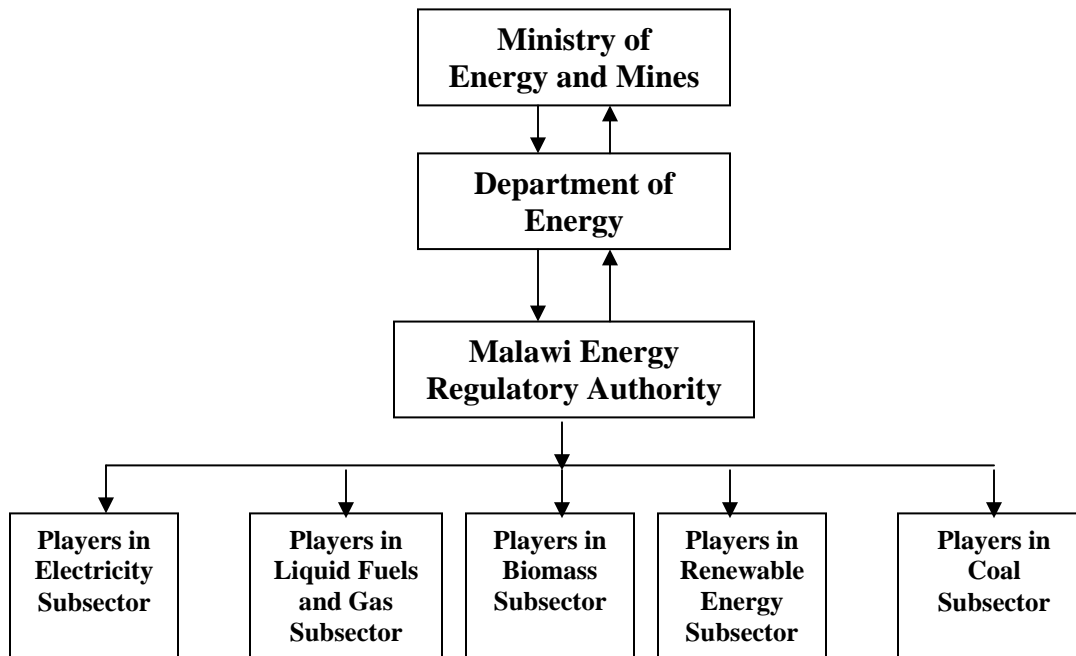 Ministry of
Energy and Mines
Department of
Energy
Malawi Energy
Regulatory Authority
Players in
Electricity
Subsector
Players in
Liquid Fuels
and Gas
Subsector
Players in
Biomass
Subsector
Players in
Renewable
Energy
Subsector
Players in
Coal
Subsector